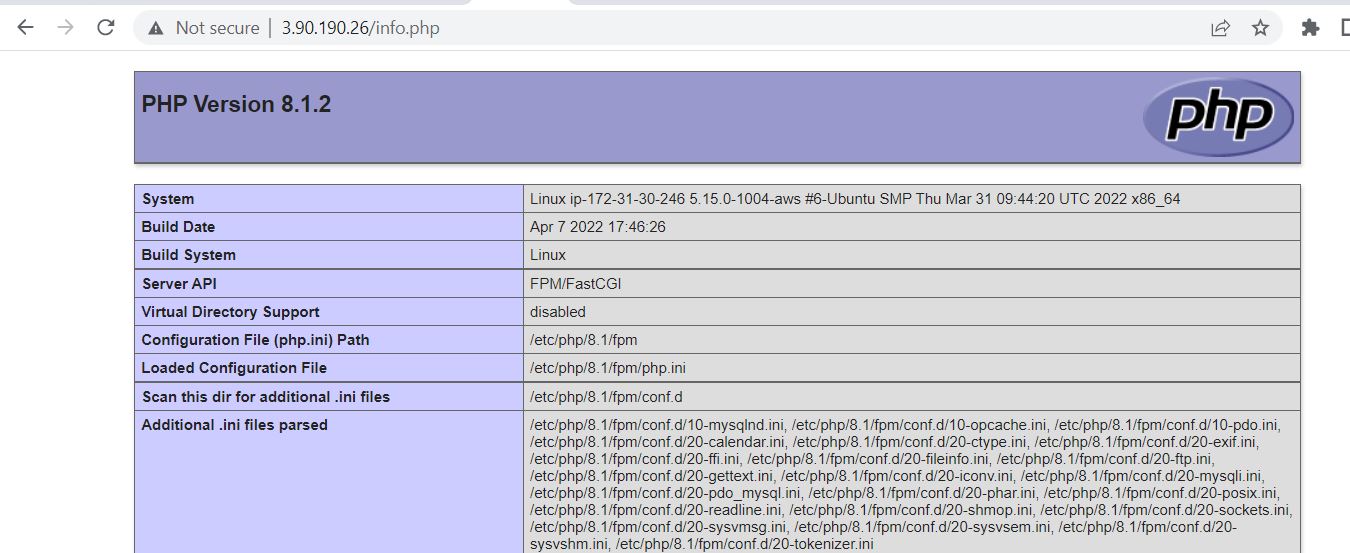 Not secure | 3.90.190.26/info.php
PHP Version 8.1.2
php
System Linux ip-172-31-30-246 5.15.0-1004-aws #6-Ubuntu SMP Thu Mar 31 09:44:20 UTC 2022 x86_64
Build Date Apr 7 2022 17:46:26
Build System Linux
Server API FPM/FastCGI
Virtual Directory Support disabled
Configuration File (php.ini) Path /etc/php/8.1/fpm
Loaded Configuration File /etc/php/8.1/fpm/php.ini
Scan this dir for additional .ini files /etc/php/8.1/fpm/conf.d
Additional .ini files parsed /etc/php/8.1/fpm/conf.d/10-mysqlnd.ini, /etc/php/8.1/fpm/conf.d/10-opcache.ini, /etc/php/8.1/fpm/conf.d/10-pdo.ini,
/etc/php/8.1/fpm/conf.d/20-calendar.ini, /etc/php/8.1/fpm/conf.d/20-ctype.ini, /etc/php/8.1/fpm/conf.d/20-exif.ini,
/etc/php/8.1/fpm/conf.d/20-ffi.ini, /etc/php/8.1/fpm/conf.d/20-fileinfo.ini, /etc/php/8.1/fpm/conf.d/20-ftp.ini,
/etc/php/8.1/fpm/conf.d/20-gettext.ini, /etc/php/8.1/fpm/conf.d/20-iconv.ini, /etc/php/8.1/fpm/conf.d/20-mysqli.ini,
/etc/php/8.1/fpm/conf.d/20-pdo_mysql.ini, /etc/php/8.1/fpm/conf.d/20-phar.ini, /etc/php/8.1/fpm/conf.d/20-posix.ini,
/etc/php/8.1/fpm/conf.d/20-readline.ini, /etc/php/8.1/fpm/conf.d/20-shmop.ini, /etc/php/8.1/fpm/conf.d/20-sockets.ini,
/etc/php/8.1/fpm/conf.d/20-sysvmsg.ini, /etc/php/8.1/fpm/conf.d/20-sysvsem.ini, /etc/php/8.1/fpm/conf.d/20-
sysvshm.ini, /etc/php/8.1/fpm/conf.d/20-tokenizer.ini